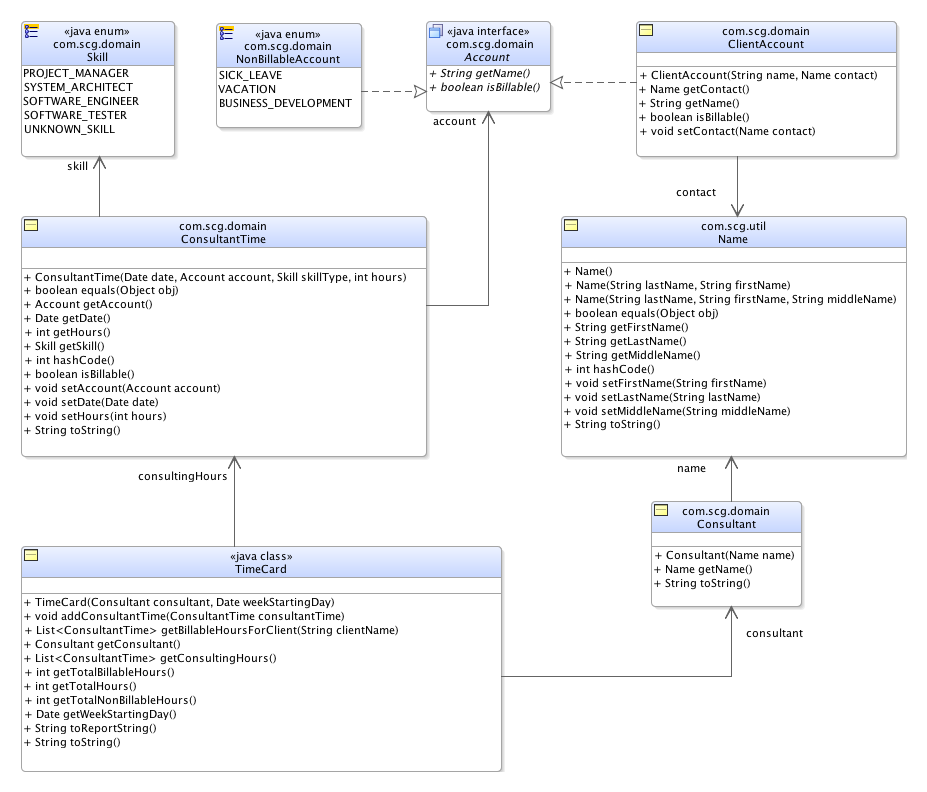 «java enum»
com.scg.domain
Skill
PROJECT_MANAGER
SYSTEM_ARCHITECT
SOFTWARE_ENGINEER
SOFTWARE_TESTER
UNKNOWN_SKILL
«java enum»
com.scg.domain
NonBillableAccount
SICK_LEAVE
VACATION
BUSINESS_DEVELOPMENT
«java interface»
com.scg.domain
Account
+ String getName()
+ boolean isBillable()
com.scg.domain
ClientAccount
+ ClientAccount(String name, Name contact)
+ Name getContact()
+ String getName()
+ boolean isBillable()
+ void setContact(Name contact)
skill
account
contact
com.scg.domain
ConsultantTime
+ ConsultantTime(Date date, Account account, Skill skillType, int hours)
+ boolean equals(Object obj)
+ Account getAccount()
+ Date getDate()
+ int getHours()
+ Skill getSkill()
+ int hashCode()
+ boolean isBillable()
+ void setAccount(Account account)
+ void setDate(Date date)
+ void setHours(int hours)
+ String toString()
com.scg.util
Name
+ Name()
+ Name(String lastName, String firstName)
+ Name(String lastName, String firstName, String middleName)
+ boolean equals(Object obj)
+ String getFirstName()
+ String getLastName()
+ String getMiddleName()
+ int hashCode()
+ void setFirstName(String firstName)
+ void setLastName(String lastName)
+ void setMiddleName(String middleName)
+ String toString()
consultingHours
name
com.scg.domain
Consultant
+ Consultant(Name name)
+ Name getName()
+ String toString()
consultant
«java class»
TimeCard
+ TimeCard(Consultant consultant, Date weekStartingDay)
+ void addConsultantTime(ConsultantTime consultantTime)
+ List<ConsultantTime> getBillableHoursForClient(String clientName)
+ Consultant getConsultant()
+ List<ConsultantTime> getConsultingHours()
+ int getTotalBillableHours()
+ int getTotalHours()
+ int getTotalNonBillableHours()
+ Date getWeekStartingDay()
+ String toReportString()
+ String toString()